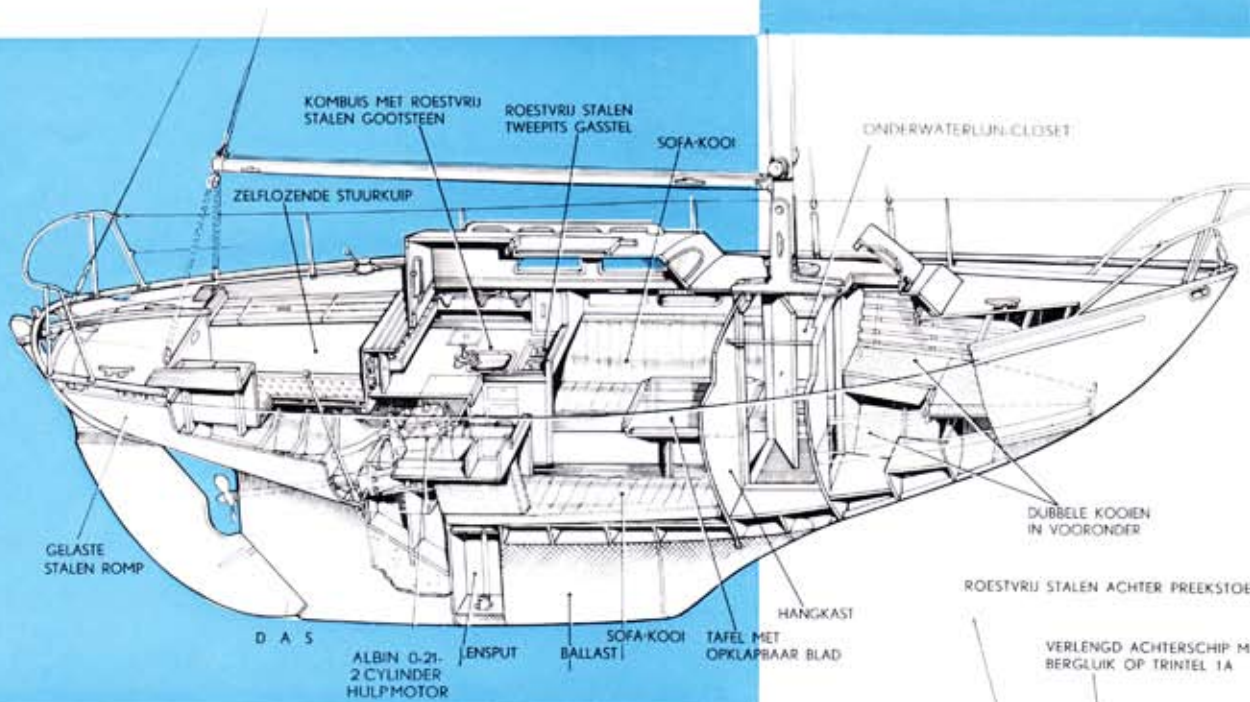 KOMBUIS MET ROESTVRIJ
STALEN GOOTSTEEN
ROESTVRIJ STALEN
TWEEPITS GASSTEL
SOFA-KOOI
ONDERWATERLIJN-CLOSET
ZELFLOZENDE STUURKUIP
GELASTE
STALEN ROMP
DUBBELE KOOIEN
IN VOORONDER
ROESTVRIJ STALEN ACHTER PREEKSTOE
HANGKAST
D A S
ALBIN 0-21-
2 CYLINDER
HULPMOTOR
LENSPUT
BALLAST
SOFA-KOOI
TAFEL MET
OPKLAPBAAR BLAD
VERLENGD ACHTERSCHIP M
BERGLUIK OP TRINTEL 1A